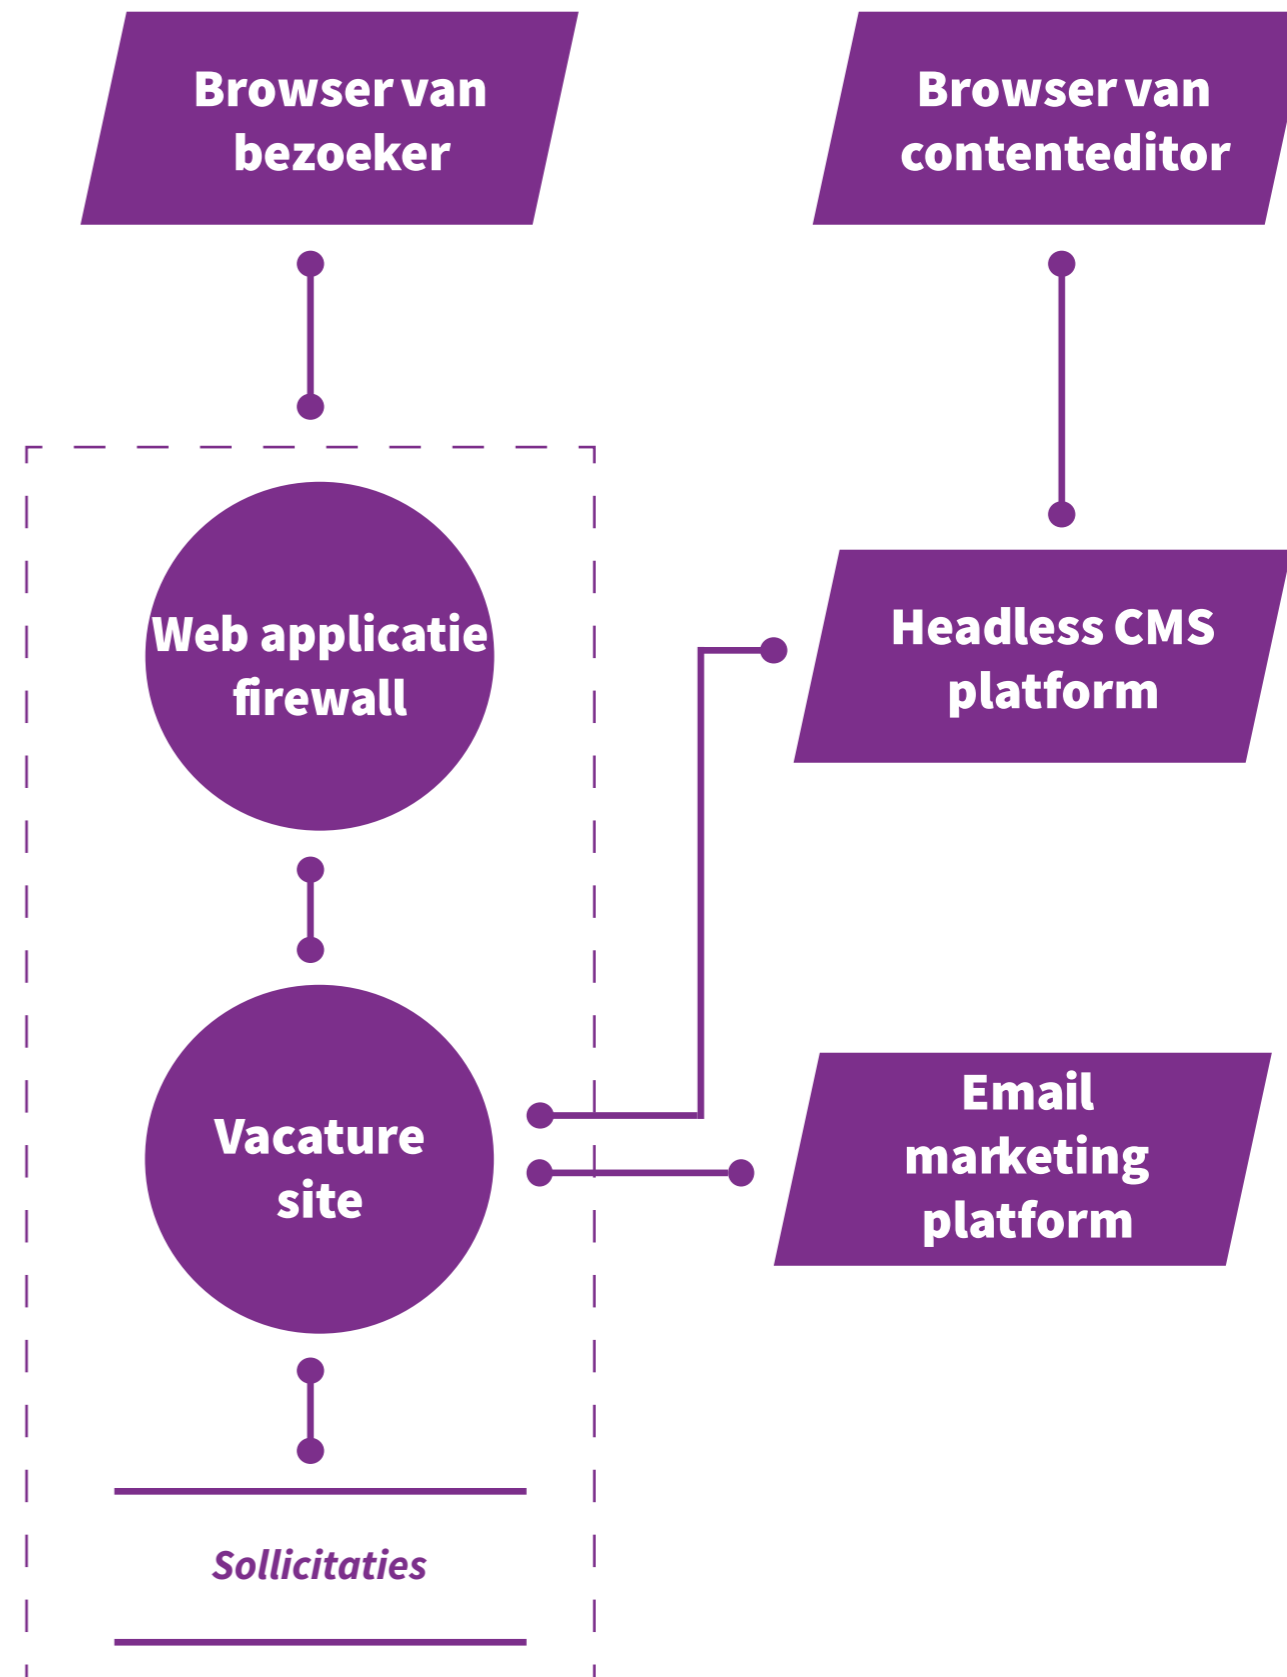 Browser van
bezoeker
Browser van
contenteditor
Web applicatie
firewall
Headless CMS
platform
Vacature
site
Email
marketing
platform
Sollicitaties